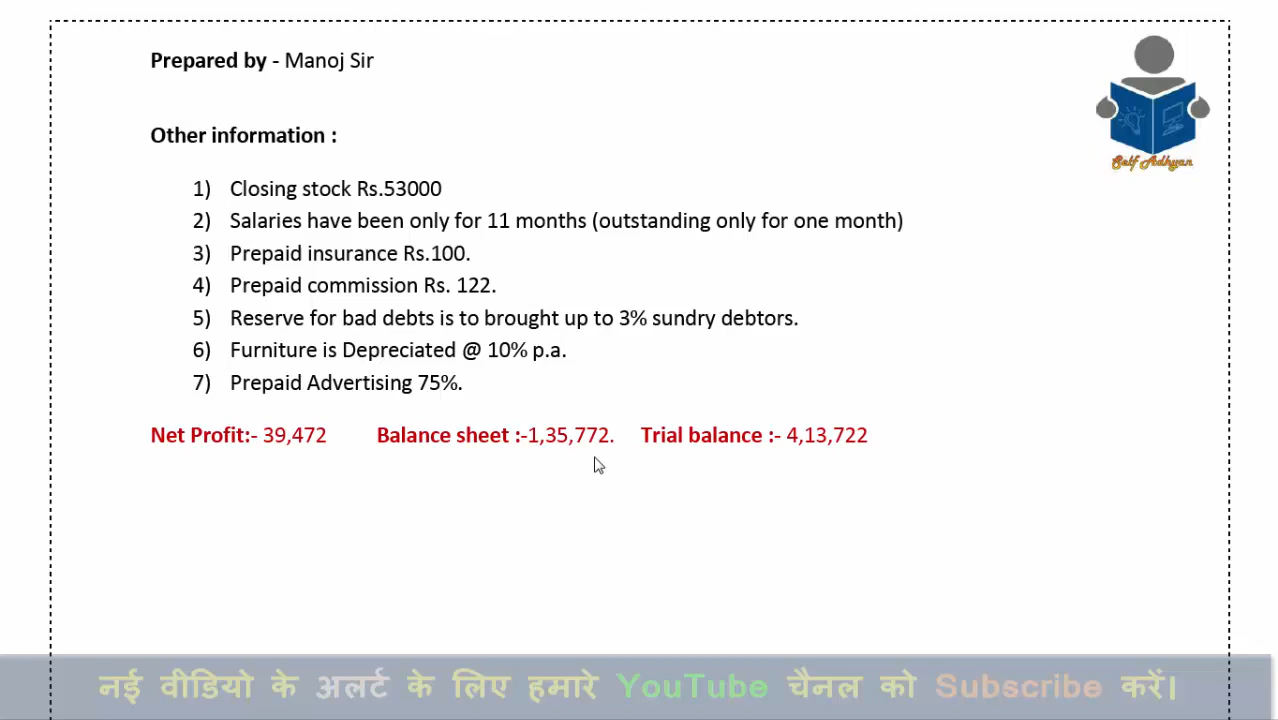 Prepared by - Manoj Sir
Self Adhyan
Other information :
1) Closing stock Rs.53000
2) Salaries have been only for 11 months (outstanding only for one month)
3) Prepaid insurance Rs.100.
4) Prepaid commission Rs. 122.
5) Reserve for bad debts is to brought up to 3% sundry debtors.
6) Furniture is Depreciated @ 10% p.a.
7) Prepaid Advertising 75%.
Net Profit:- 39,472 Balance sheet :-1,35,772. Trial balance :- 4,13,722
नई वीडियो के अलर्ट के लिए हमारे YouTube चैनल को Subscribe करें।